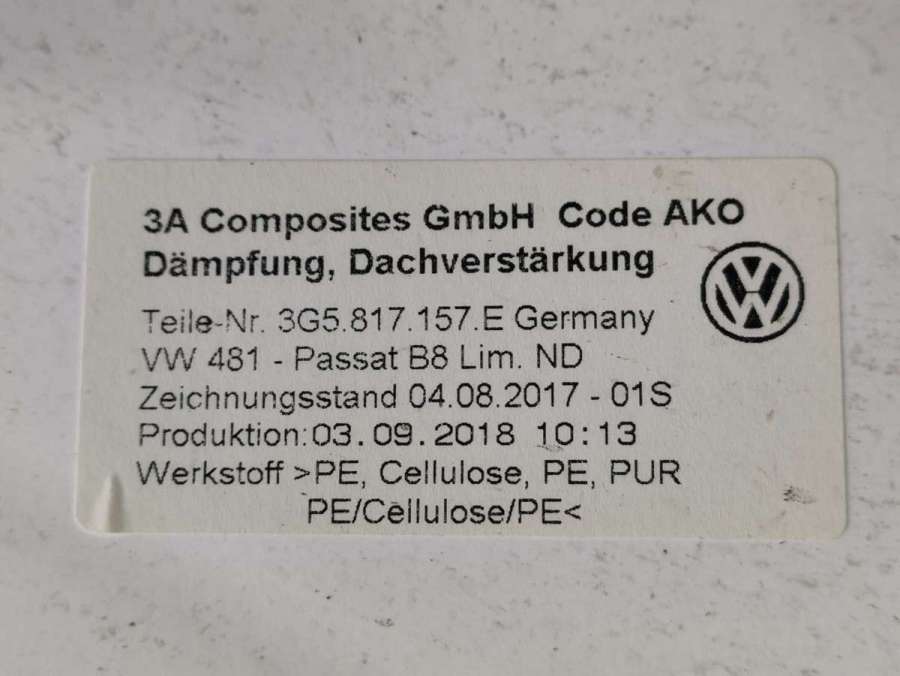 3A Composites GmbH Code AKO
Dämpfung, Dachverstärkung
Teile-Nr. 3G5.817.157.E Germany
VW 481 - Passat B8 Lim. ND
Zeichnungsstand 04.08.2017 - 01S
Produktion:03.09.2018 10:13
Werkstoff >PE, Cellulose, PE, PUR
PE/Cellulose/PE<
VW